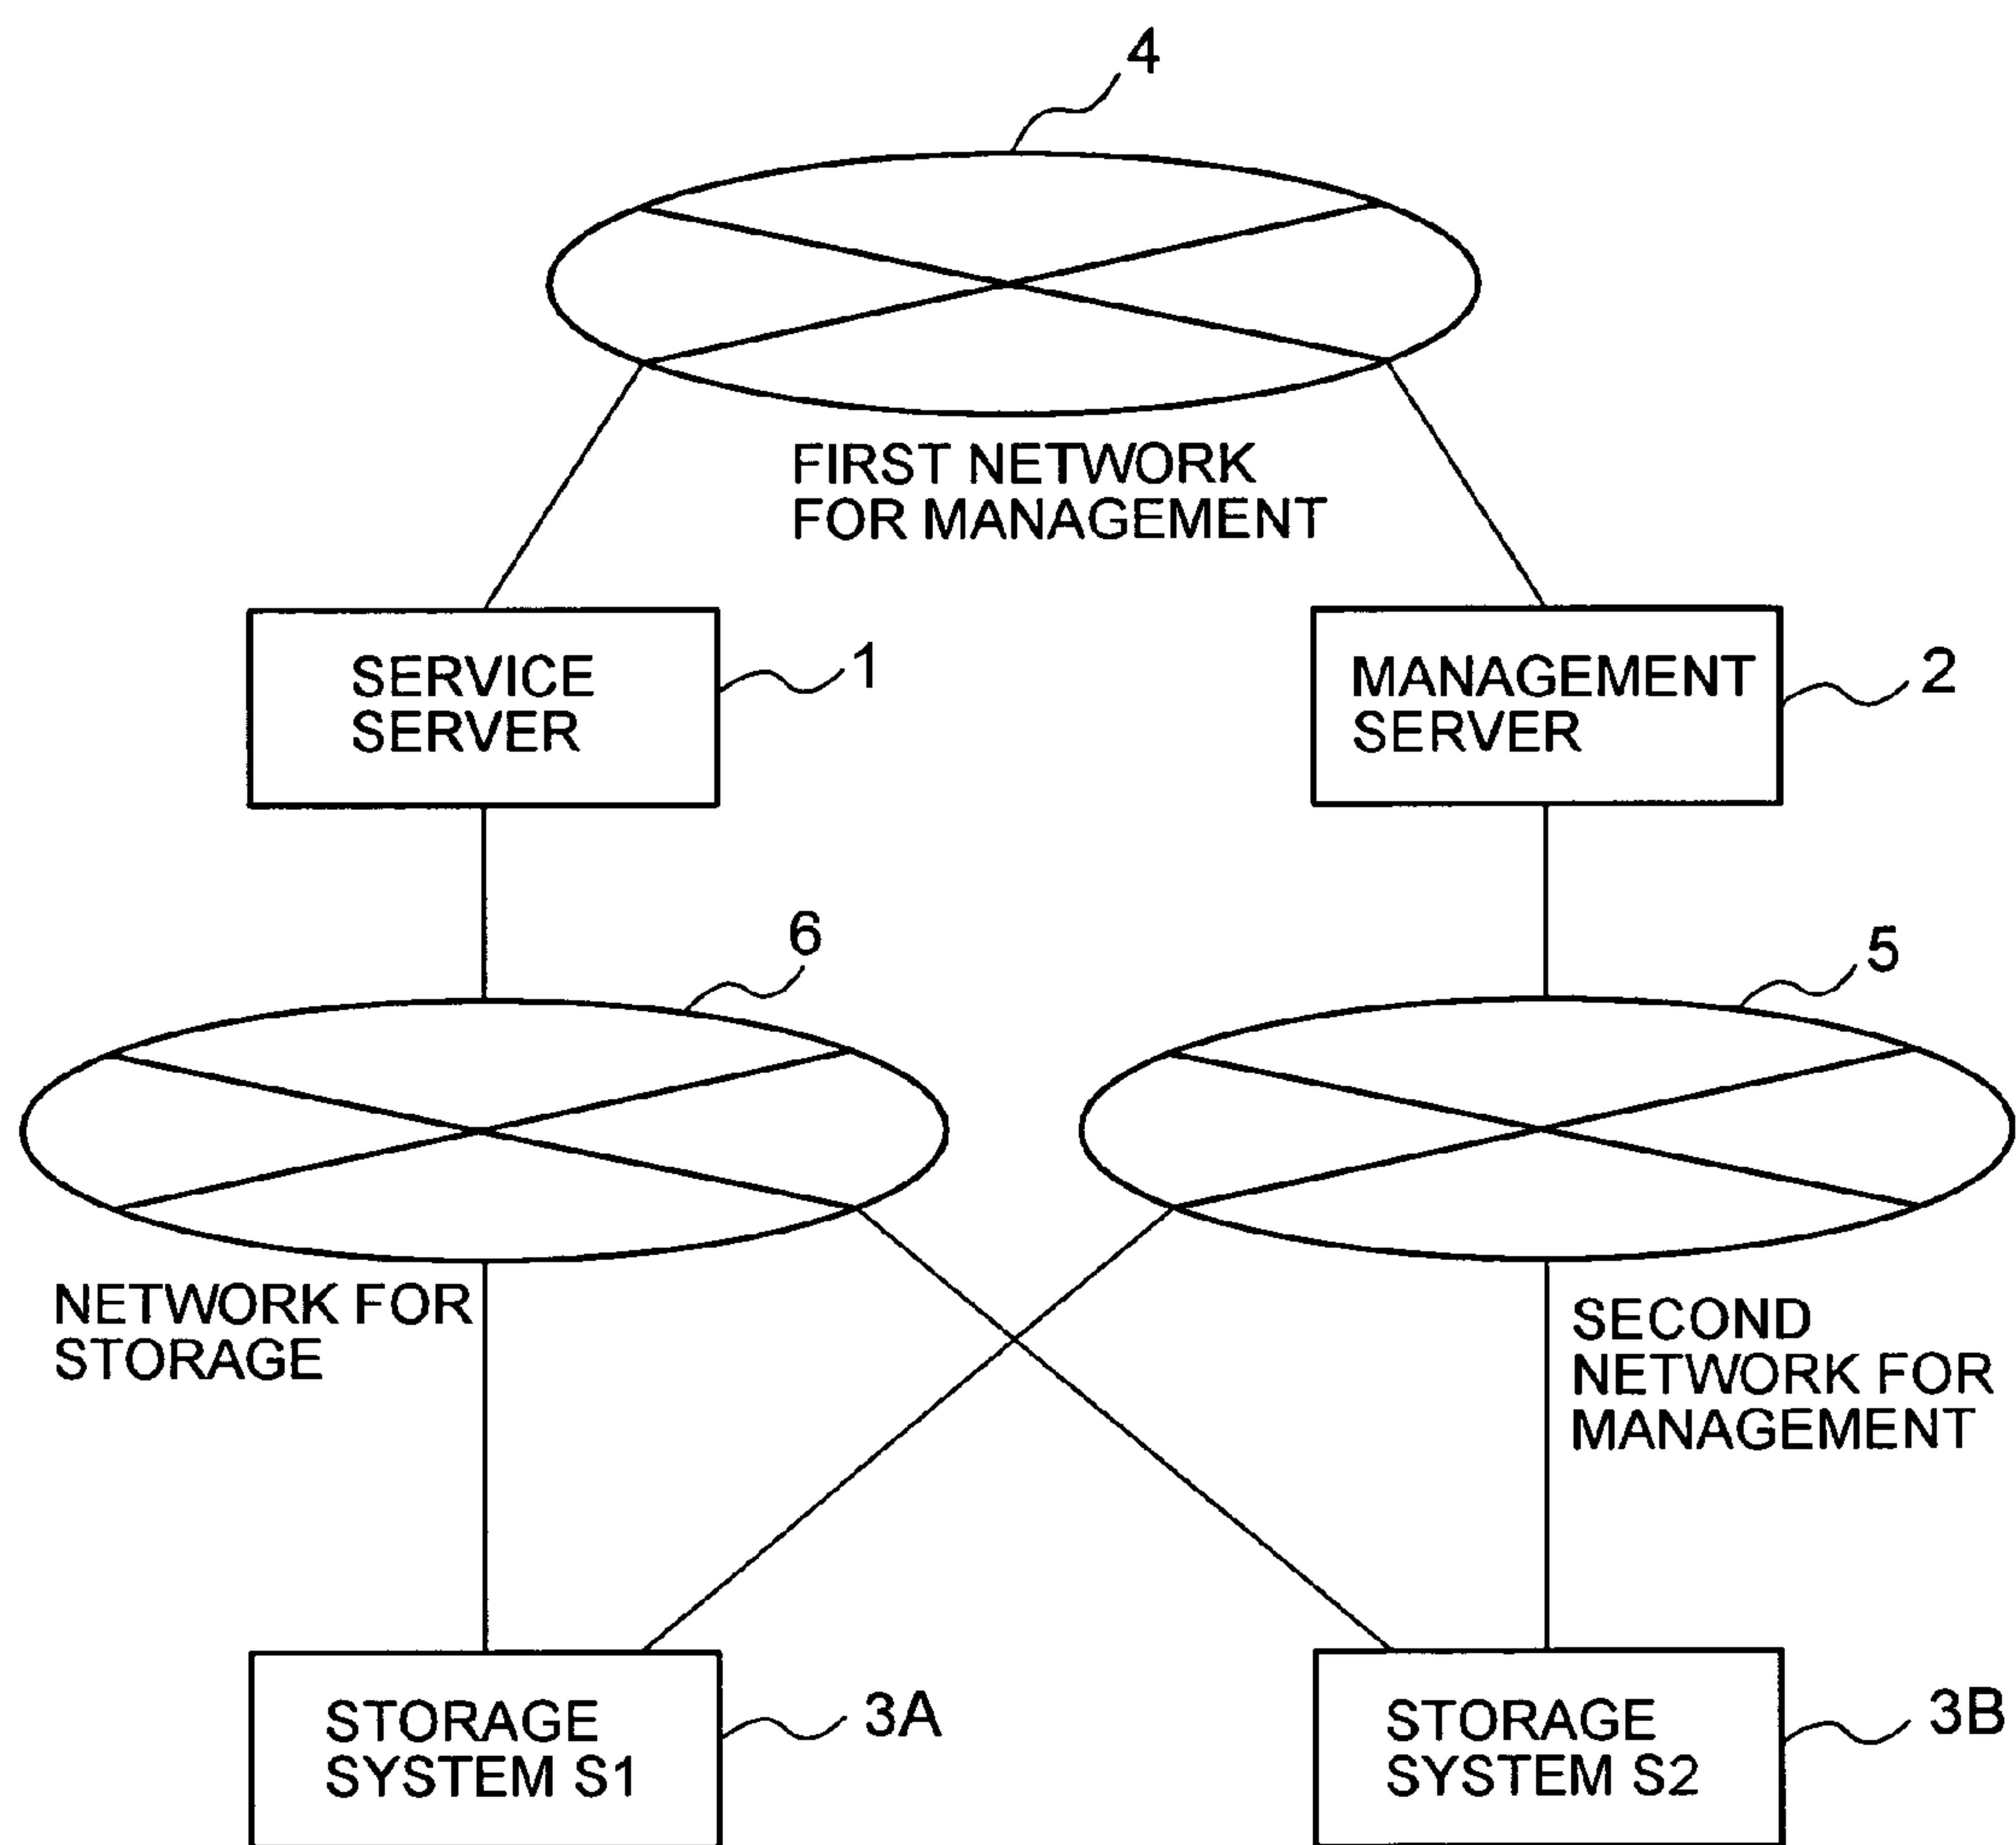 4
FIRST NETWORK
FOR MANAGEMENT
SERVICE
SERVER
1
MANAGEMENT
SERVER
2
6
5
NETWORK FOR
STORAGE
SECOND
NETWORK FOR
MANAGEMENT
STORAGE
SYSTEM S1
3A
STORAGE
SYSTEM S2
3B